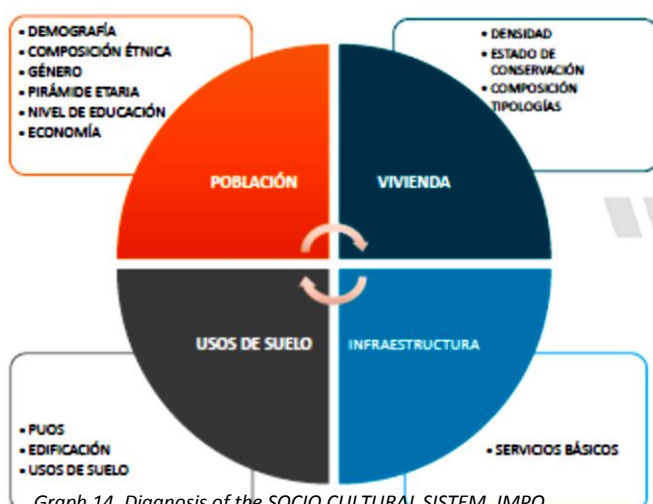 • DEMOGRAFÍA
• COMPOSICIÓN ÉTNICA
• GÉNERO
• PIRÁMIDE ETARIA
• NIVEL DE EDUCACIÓN
• ECONOMÍA
• DENSIDAD
• ESTADO DE
CONSERVACIÓN
• COMPOSICIÓN
TIPOLOGÍAS
POBLACIÓN
VIVIENDA
USOS DE SUELO
INFRAESTRUCTURA
• PUOS
• EDIFICACIÓN
• USOS DE SUELO
• SERVICIOS BÁSICOS
Graph 14. Diagnosis of the SOCIO CULTURAL SISTEM, IMPO